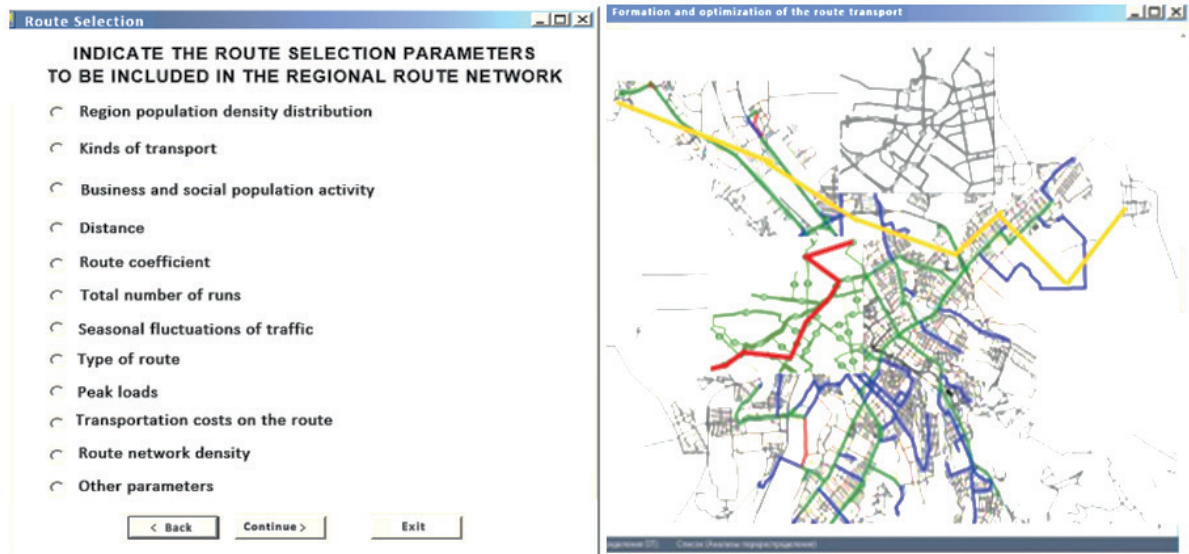 Route Selection
INDICATE THE ROUTE SELECTION PARAMETERS
TO BE INCLUDED IN THE REGIONAL ROUTE NETWORK
Region population density distribution
Kinds of transport
Business and social population activity
Distance
Route coefficient
Total number of runs
Seasonal fluctuations of traffic
Type of route
Peak loads
Transportation costs on the route
Route network density
Other parameters
< Back
Continue >
Exit
Formation and optimization of the route transport